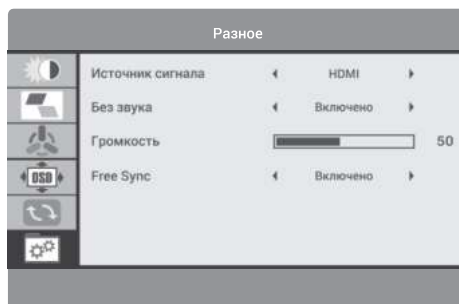 Разное
Источник сигнала HDMI
Без звука Включено
Громкость 50
OSD
Free Sync Включено